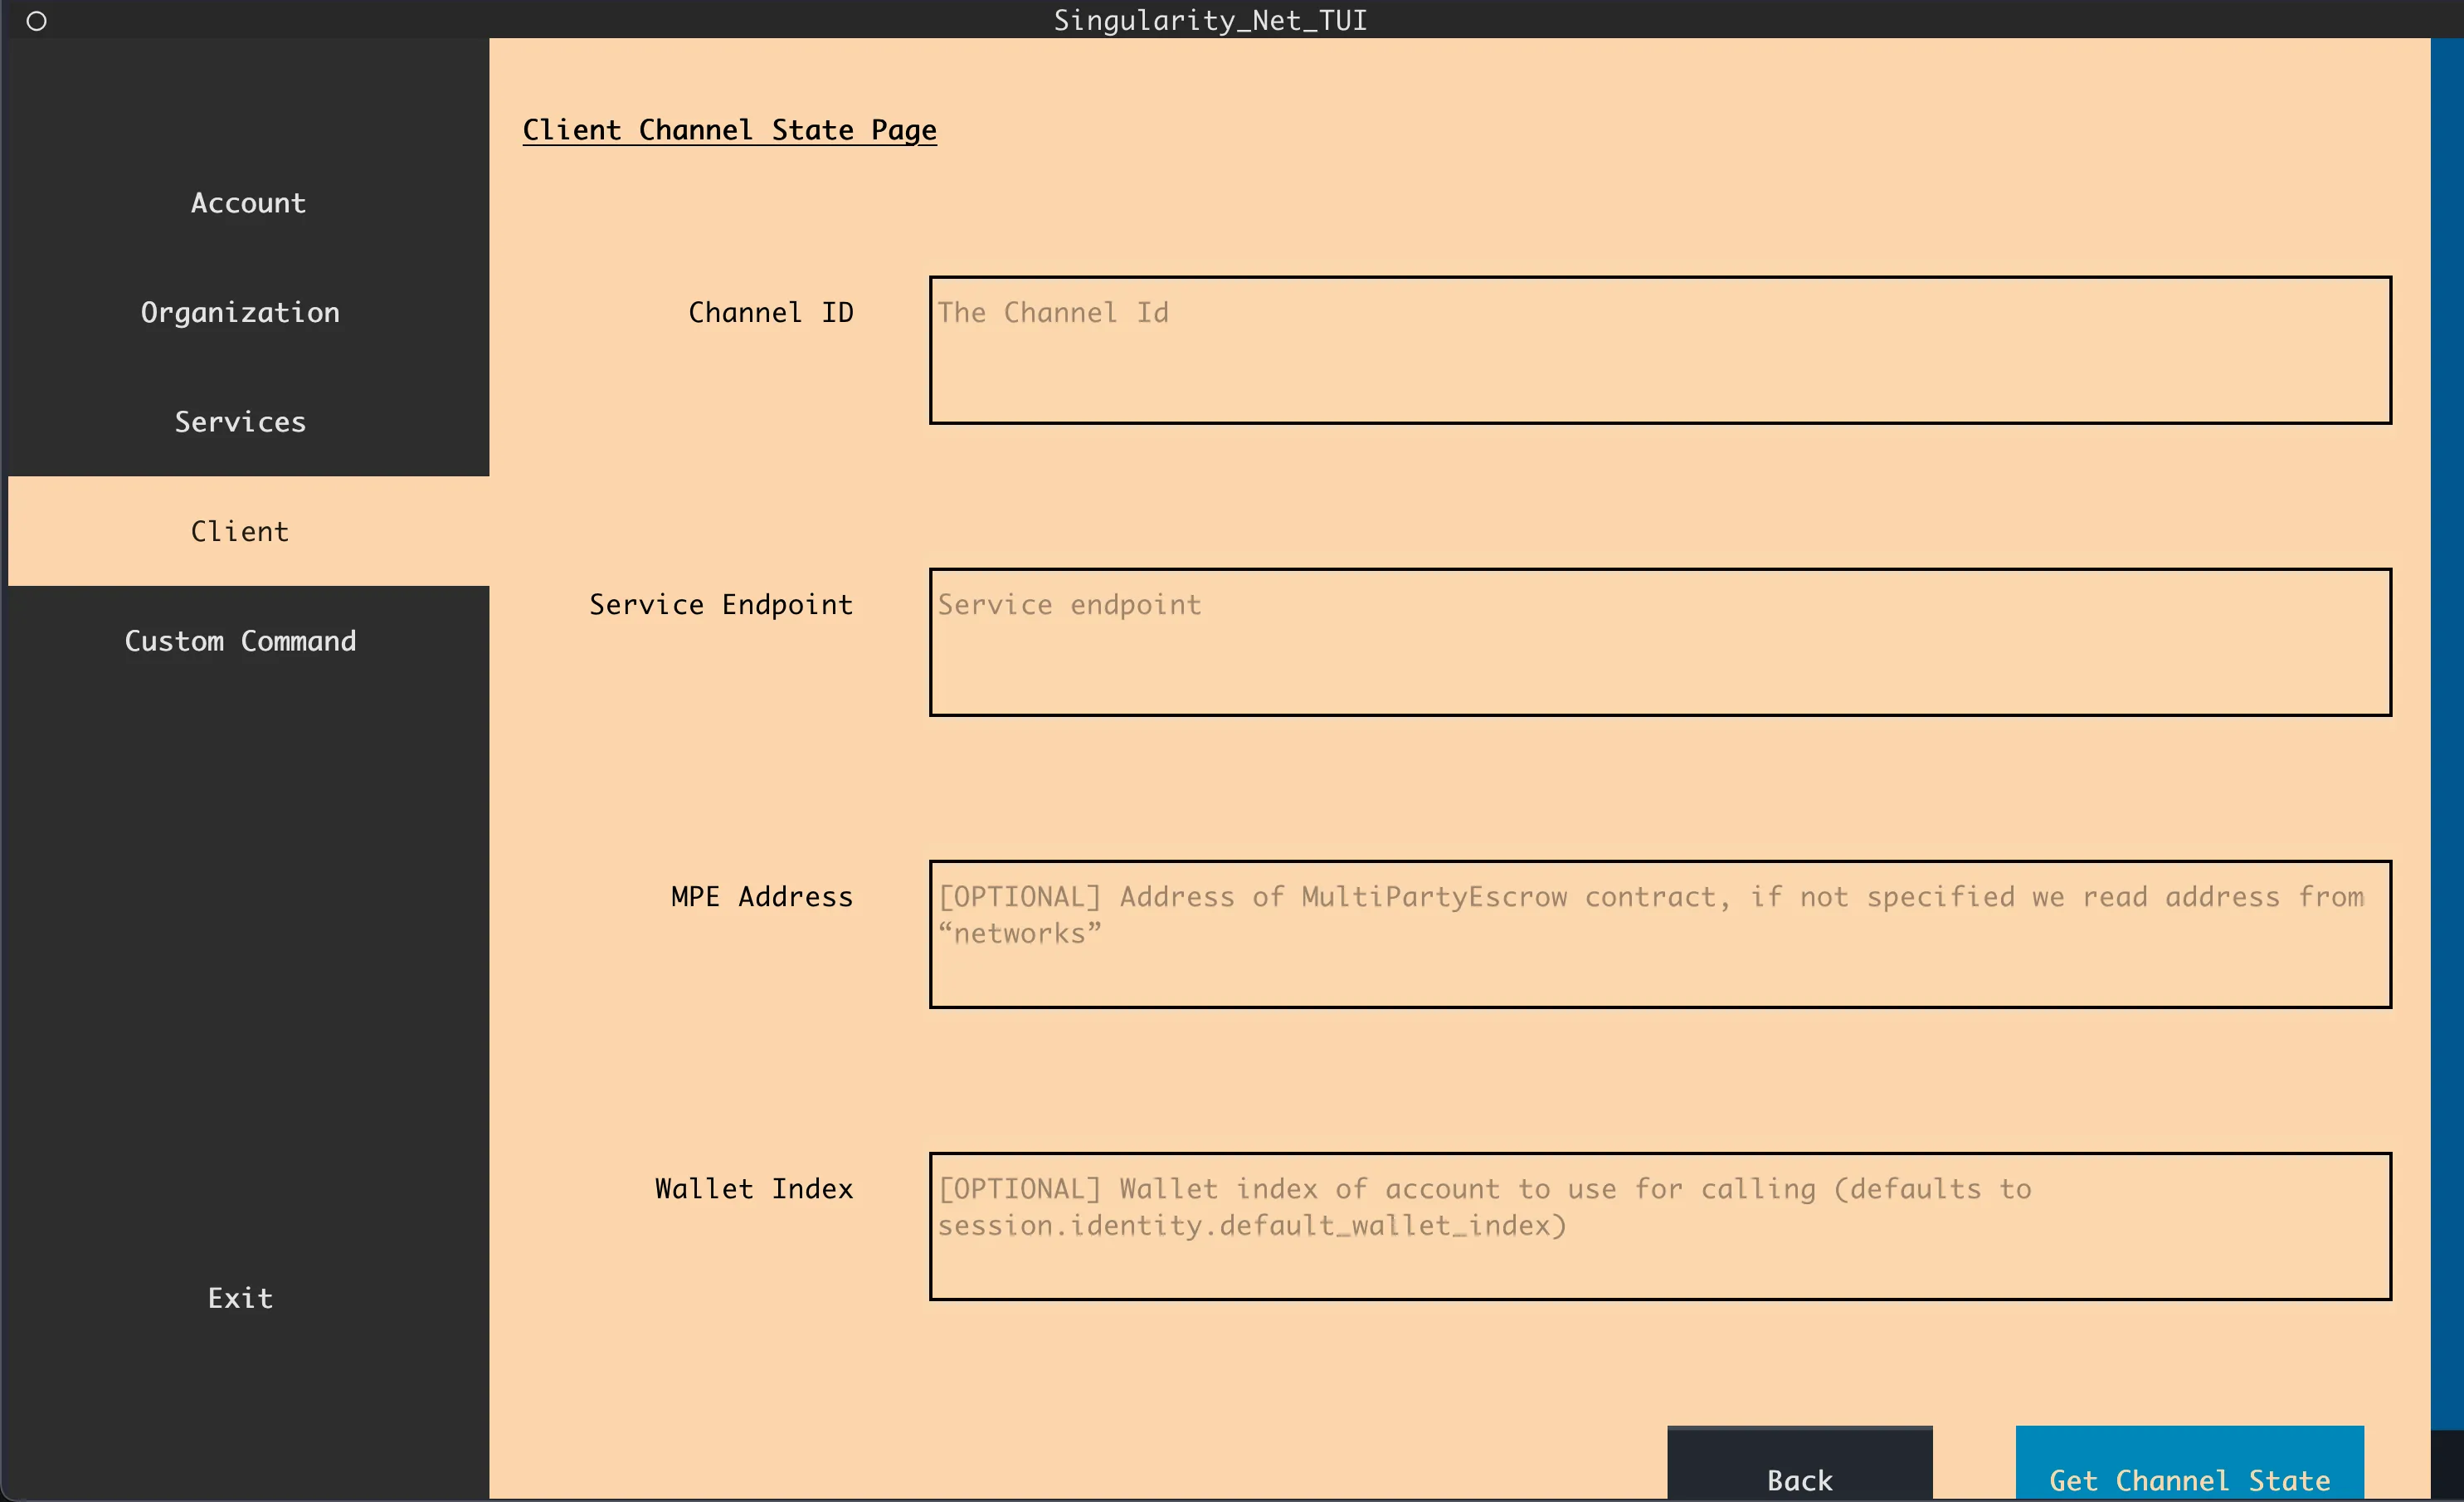 Singularity_Net_TUI
Account
Organization
Services
Client
Custom Command
Exit
Client Channel State Page
Channel ID
The Channel Id
Service Endpoint
Service endpoint
MPE Address
[OPTIONAL] Address of MultiPartyEscrow contract, if not specified we read address from
“networks”
Wallet Index
[OPTIONAL] Wallet index of account to use for calling (defaults to
session.identity.default_wallet_index)
Back
Get Channel State